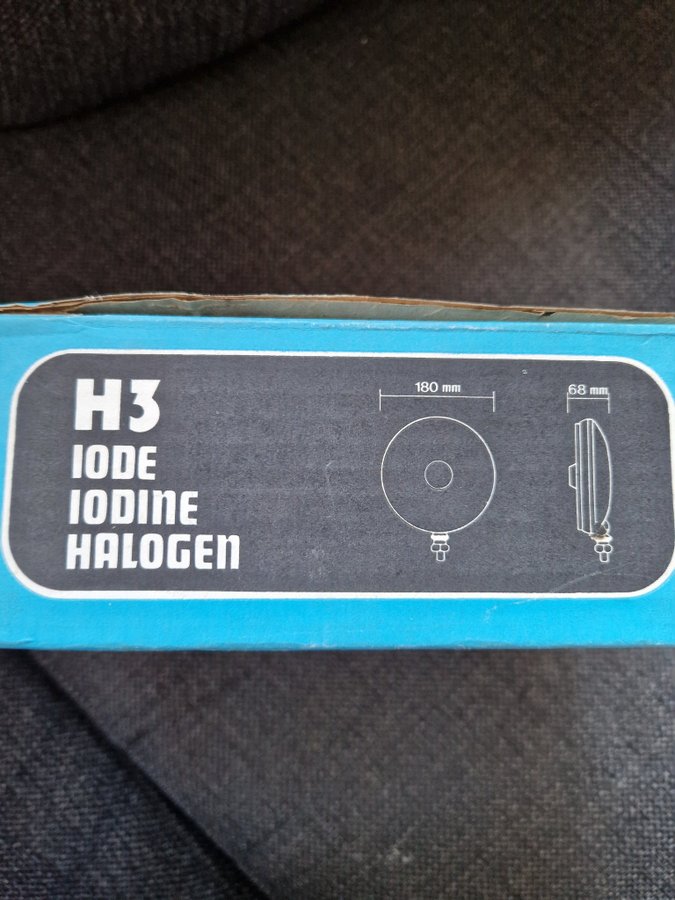 H3
IODE
IODINE
HALOGEN
180 mm
68 mm